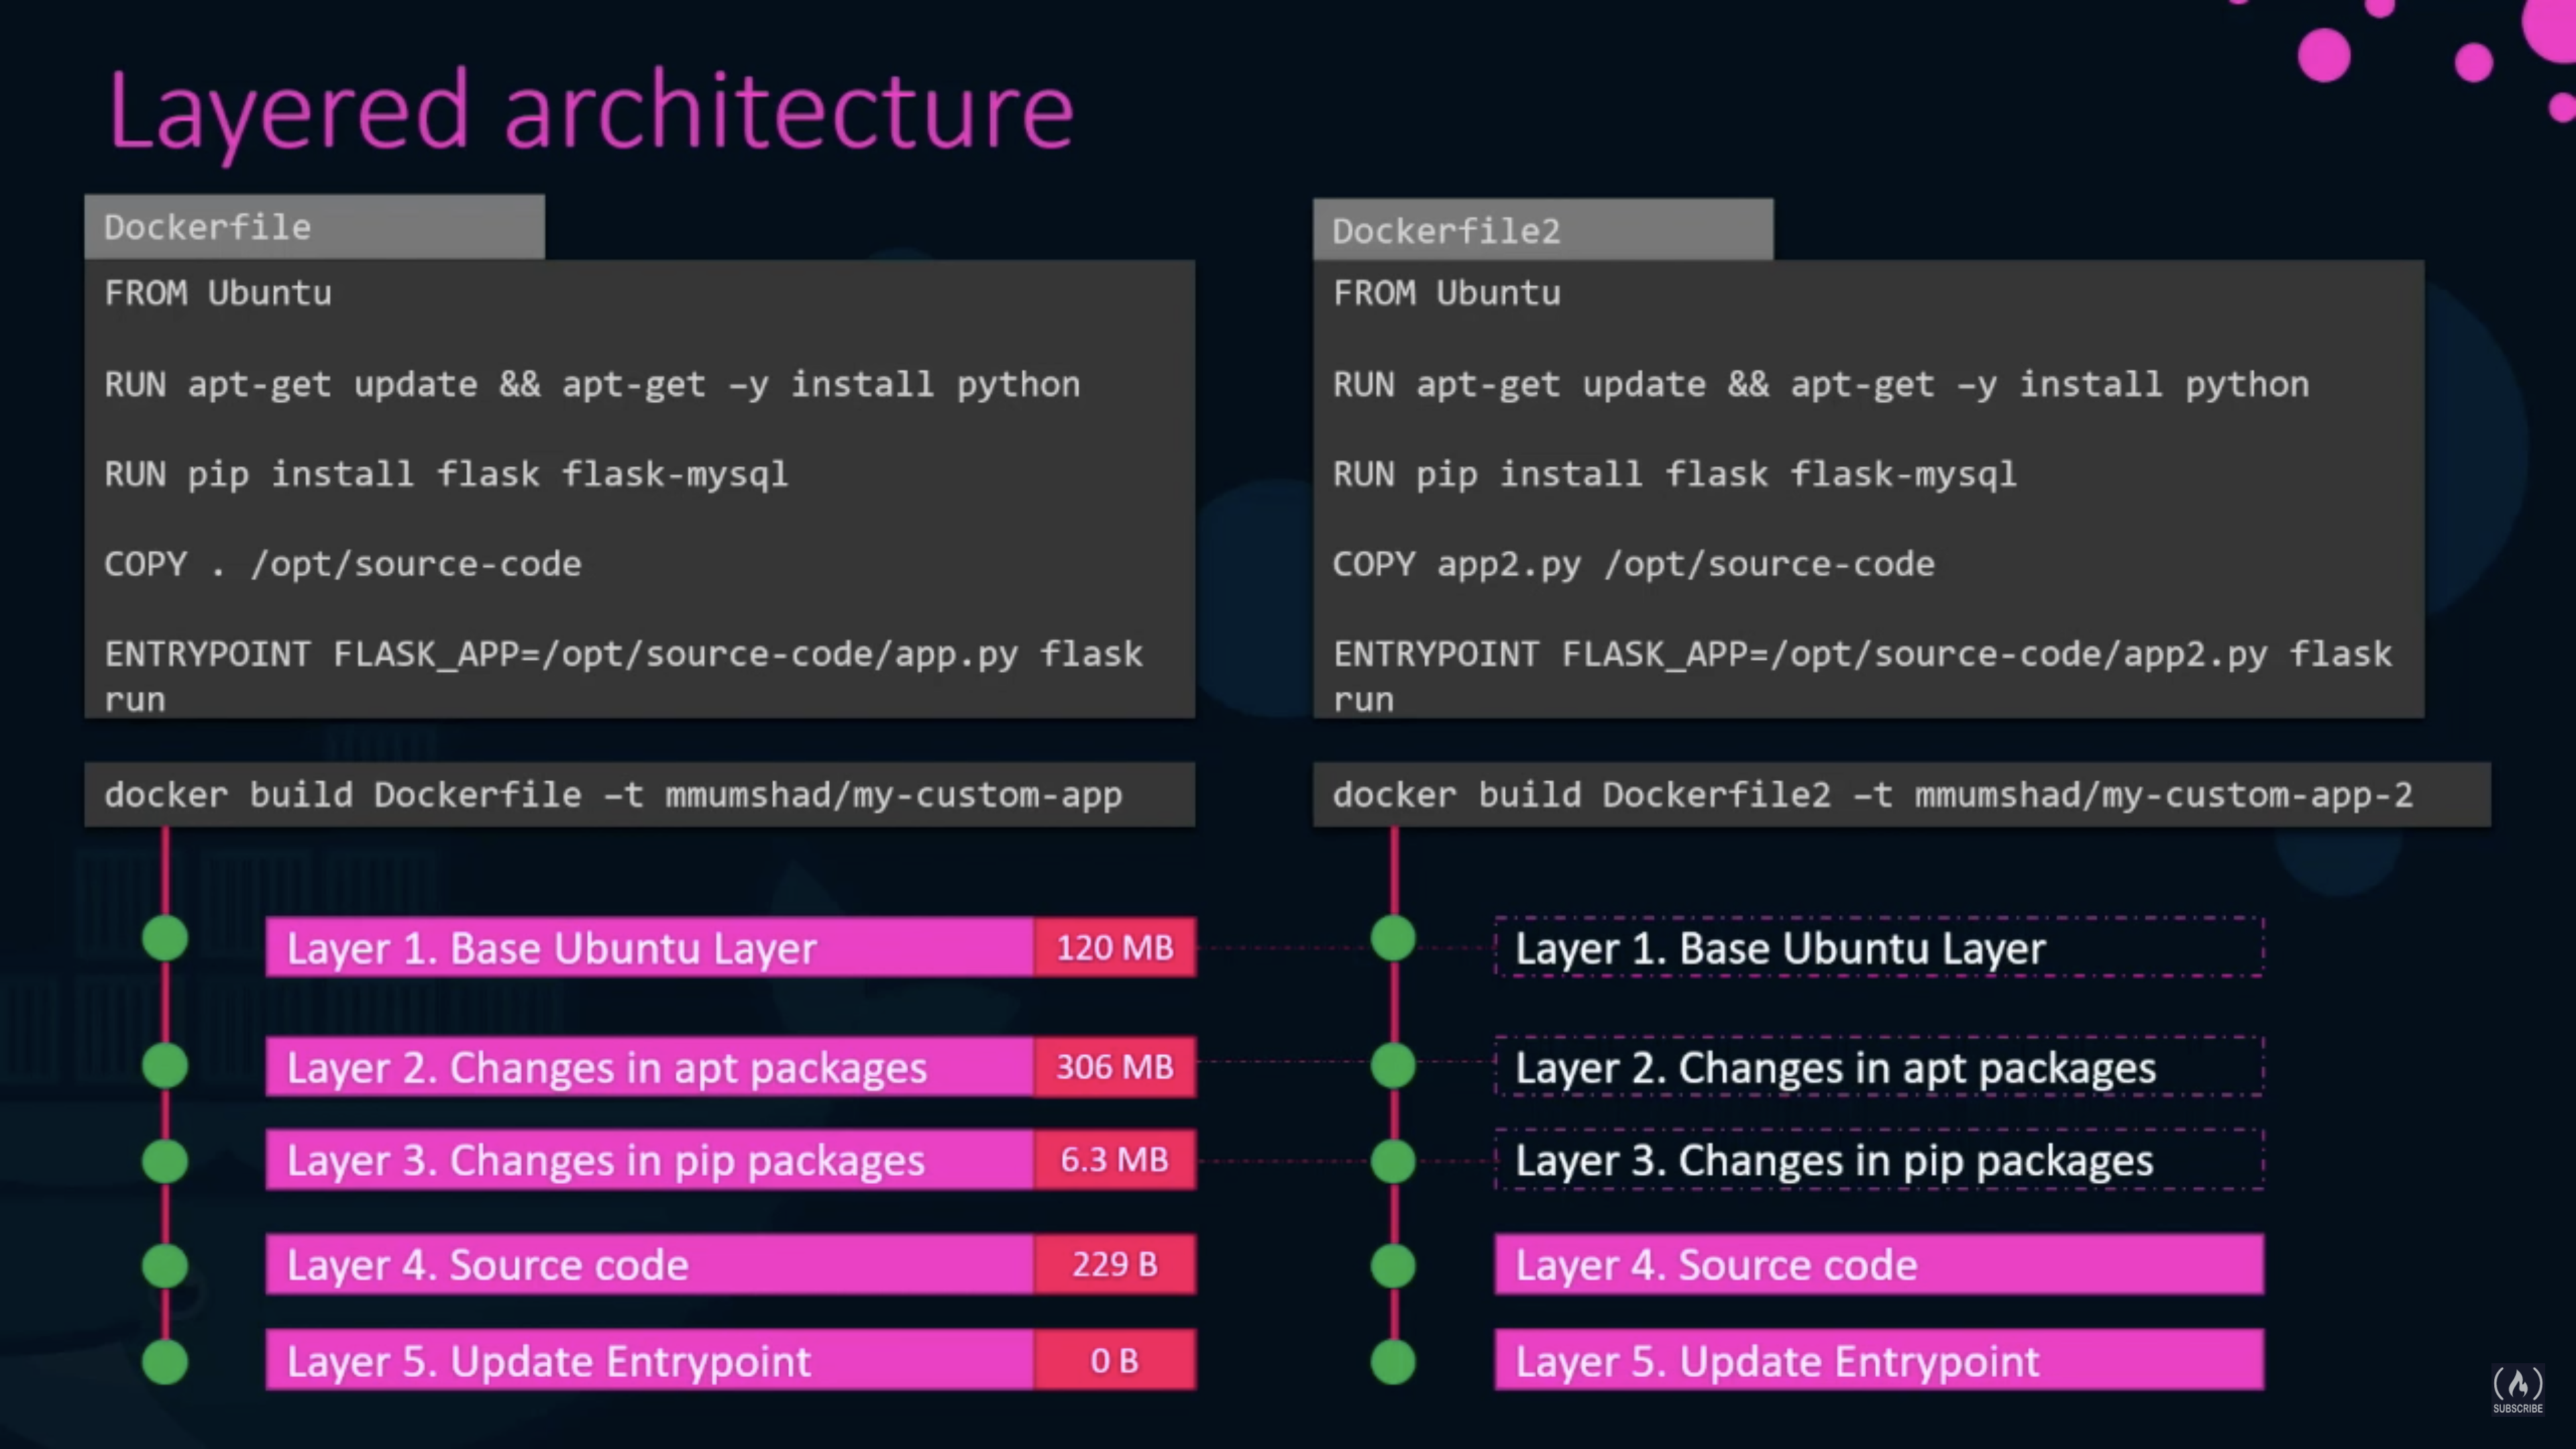 Layered architecture
Dockerfile
FROM Ubuntu
RUN apt-get update && apt-get –y install python
RUN pip install flask flask-mysql
COPY . /opt/source-code
ENTRYPOINT FLASK_APP=/opt/source-code/app.py flask
run
docker build Dockerfile –t mmumshad/my-custom-app
Layer 1. Base Ubuntu Layer 120 MB
Layer 2. Changes in apt packages 306 MB
Layer 3. Changes in pip packages 6.3 MB
Layer 4. Source code 229 B
Layer 5. Update Entrypoint 0 B
Dockerfile2
FROM Ubuntu
RUN apt-get update && apt-get –y install python
RUN pip install flask flask-mysql
COPY app2.py /opt/source-code
ENTRYPOINT FLASK_APP=/opt/source-code/app2.py flask
run
docker build Dockerfile2 –t mmumshad/my-custom-app-2
Layer 1. Base Ubuntu Layer
Layer 2. Changes in apt packages
Layer 3. Changes in pip packages
Layer 4. Source code
Layer 5. Update Entrypoint
SUBSCRIBE